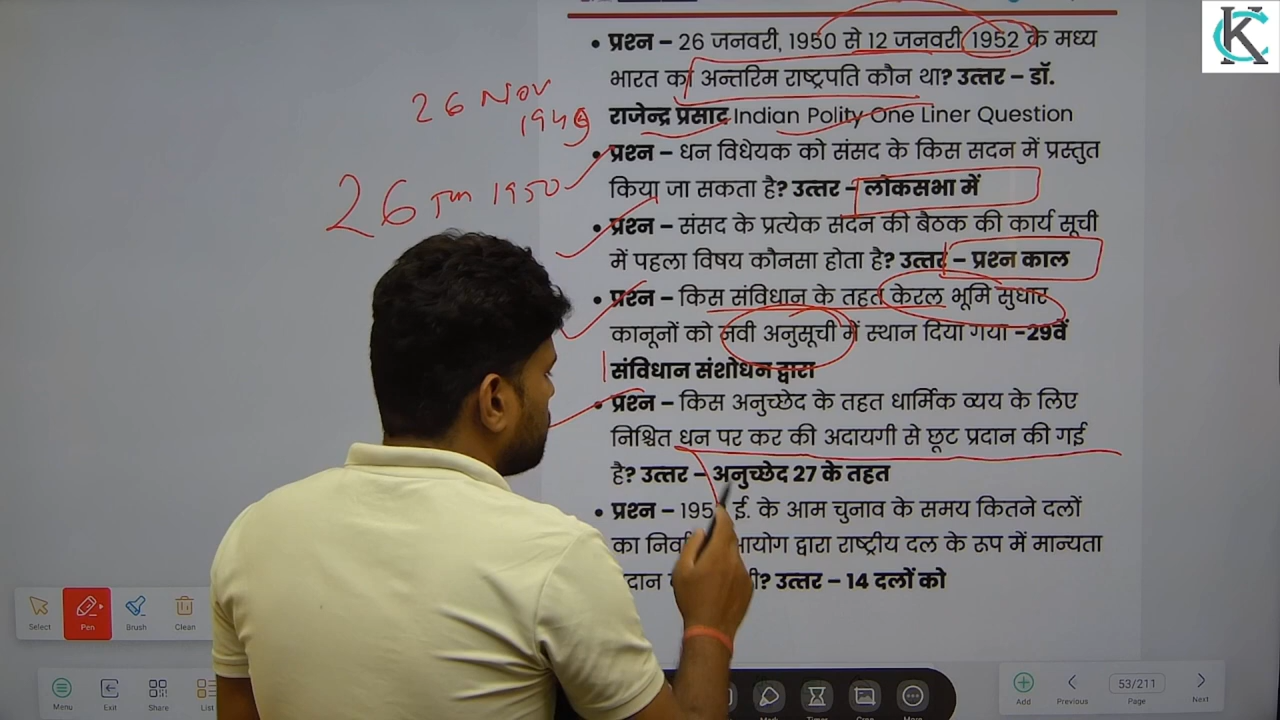 • प्रश्न – 26 जनवरी, 1950 से 12 जनवरी 1952 के मध्य
भारत का अन्तरिम राष्ट्रपति कौन था? उत्तर – डॉ.
राजेन्द्र प्रसाद Indian Polity One Liner Question
• प्रश्न – धन विधेयक को संसद के किस सदन में प्रस्तुत
किया जा सकता है? उत्तर – लोकसभा में
• प्रश्न – संसद के प्रत्येक सदन की बैठक की कार्य सूची
में पहला विषय कौनसा होता है? उत्तर – प्रश्न काल
• प्रश्न – किस संविधान के तहत केरल भूमि सुधार
कानूनों को नवी अनुसूची में स्थान दिया गया -29वें
संविधान संशोधन द्वारा
• प्रश्न – किस अनुच्छेद के तहत धार्मिक व्यय के लिए
निश्चित धन पर कर की अदायगी से छूट प्रदान की गई
है? उत्तर – अनुच्छेद 27 के तहत
• प्रश्न – ई. के आम चुनाव के समय कितने दलों
का द्वारा राष्ट्रीय दल के रूप में मान्यता
उत्तर – 14 दलों को
26 Nov
1949
26 Jan 1950
KC
Select
Pen
Brush
Clean
Menu
Exit
Share
List
More
Add
Previous
53/211
Page
Next